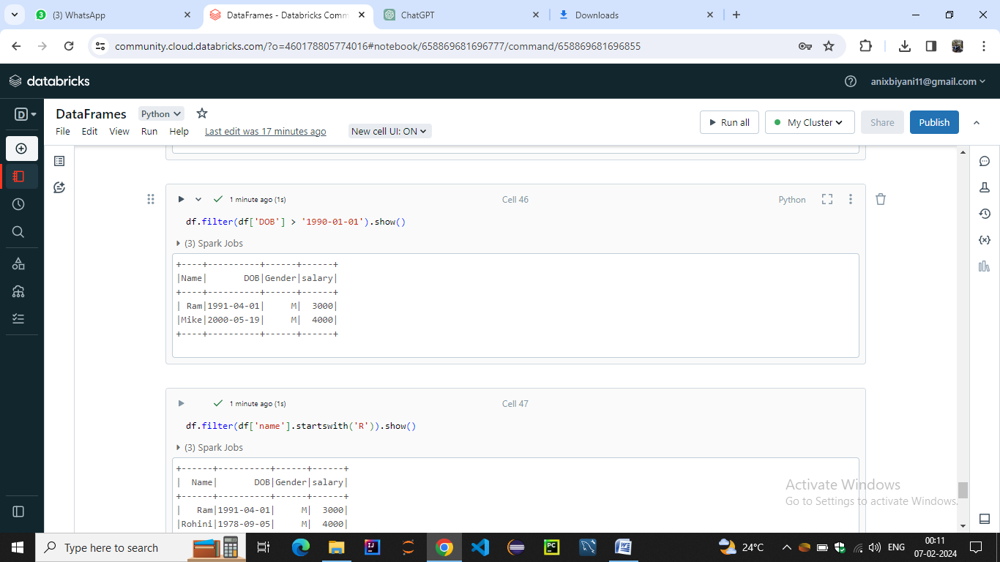 (3) WhatsApp
DataFrames - Databricks Comm
ChatGPT
Downloads
community.cloud.databricks.com/?o=460178805774016#notebook/658869681696777/command/658869681696855
databricks
anixbiyani11@gmail.com
D
DataFrames
Python
File Edit View Run Help Last edit was 17 minutes ago New cell UI: ON
Run all
My Cluster
Share
Publish
1 minute ago (1s)
Cell 46
Python
df.filter(df['DOB'] > '1990-01-01').show()
(3) Spark Jobs
+----+----------+------+------+
|Name|       DOB|Gender|salary|
+----+----------+------+------+
| Ram|1991-04-01|     M|  3000|
|Mike|2000-05-19|     M|  4000|
+----+----------+------+------+
1 minute ago (1s)
Cell 47
df.filter(df['name'].startswith('R')).show()
(3) Spark Jobs
+------+----------+------+------+
|  Name|       DOB|Gender|salary|
+------+----------+------+------+
|   Ram|1991-04-01|     M|  3000|
|Rohini|1978-09-05|     M|  4000|
Activate Windows
Go to Settings to activate Windows.
Type here to search
24°C
ENG
00:11
07-02-2024